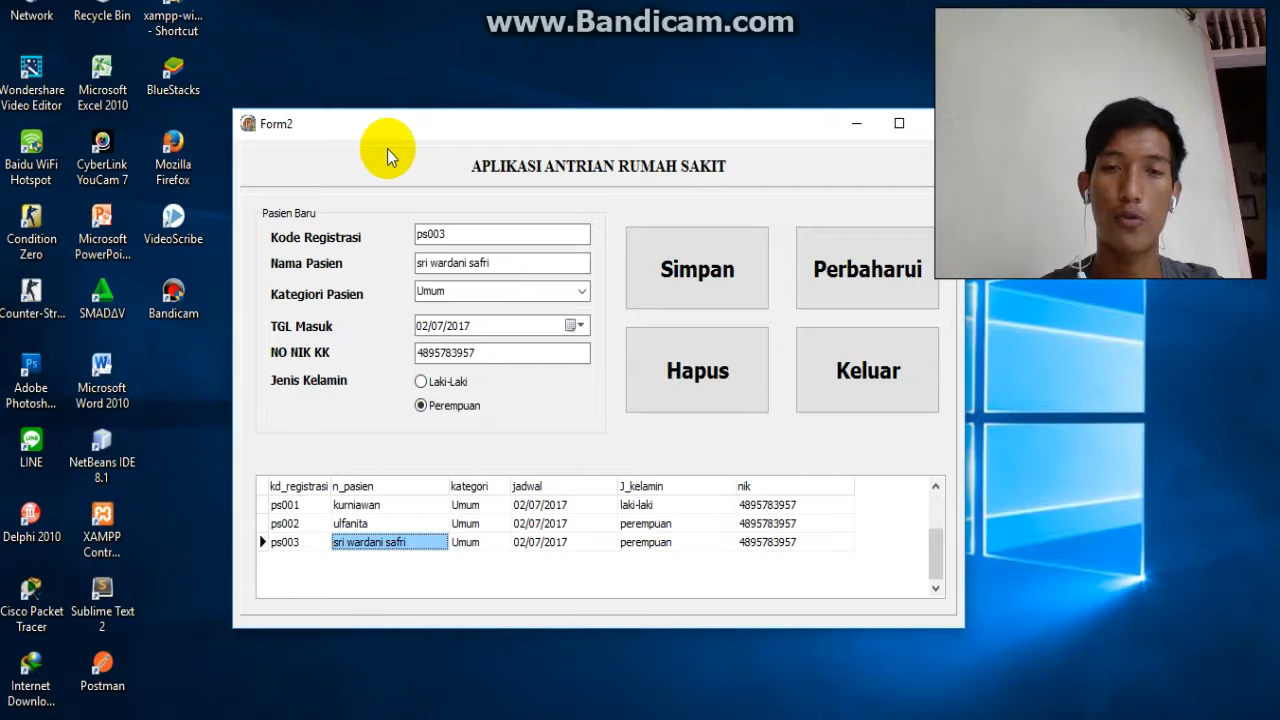 www.Bandicam.com
Network
Recycle Bin
xampp-wi...
- Shortcut
Wondershare
Video Editor
Microsoft
Excel 2010
BlueStacks
Baidu WiFi
Hotspot
CyberLink
YouCam 7
Mozilla
Firefox
Condition
Zero
Microsoft
PowerPoi...
VideoScribe
Counter-Str...
SMADΔV
Bandicam
Adobe
Photosh...
Microsoft
Word 2010
LINE
NetBeans IDE
8.1
Delphi 2010
XAMPP
Contr...
Cisco Packet
Tracer
Sublime Text
2
Internet
Downlo...
Postman
Form2
APLIKASI ANTRIAN RUMAH SAKIT
Pasien Baru
Kode Registrasi ps003
Nama Pasien sri wardani safri
Kategiori Pasien Umum
TGL Masuk 02/07/2017
NO NIK KK 4895783957
Jenis Kelamin Laki-Laki
Perempuan
Simpan Perbaharui
Hapus Keluar
kd_registrasi n_pasien kategori jadwal J_kelamin nik
ps001 kurniawan Umum 02/07/2017 laki-laki 4895783957
ps002 ulfanita Umum 02/07/2017 perempuan 4895783957
ps003 sri wardani safri Umum 02/07/2017 perempuan 4895783957